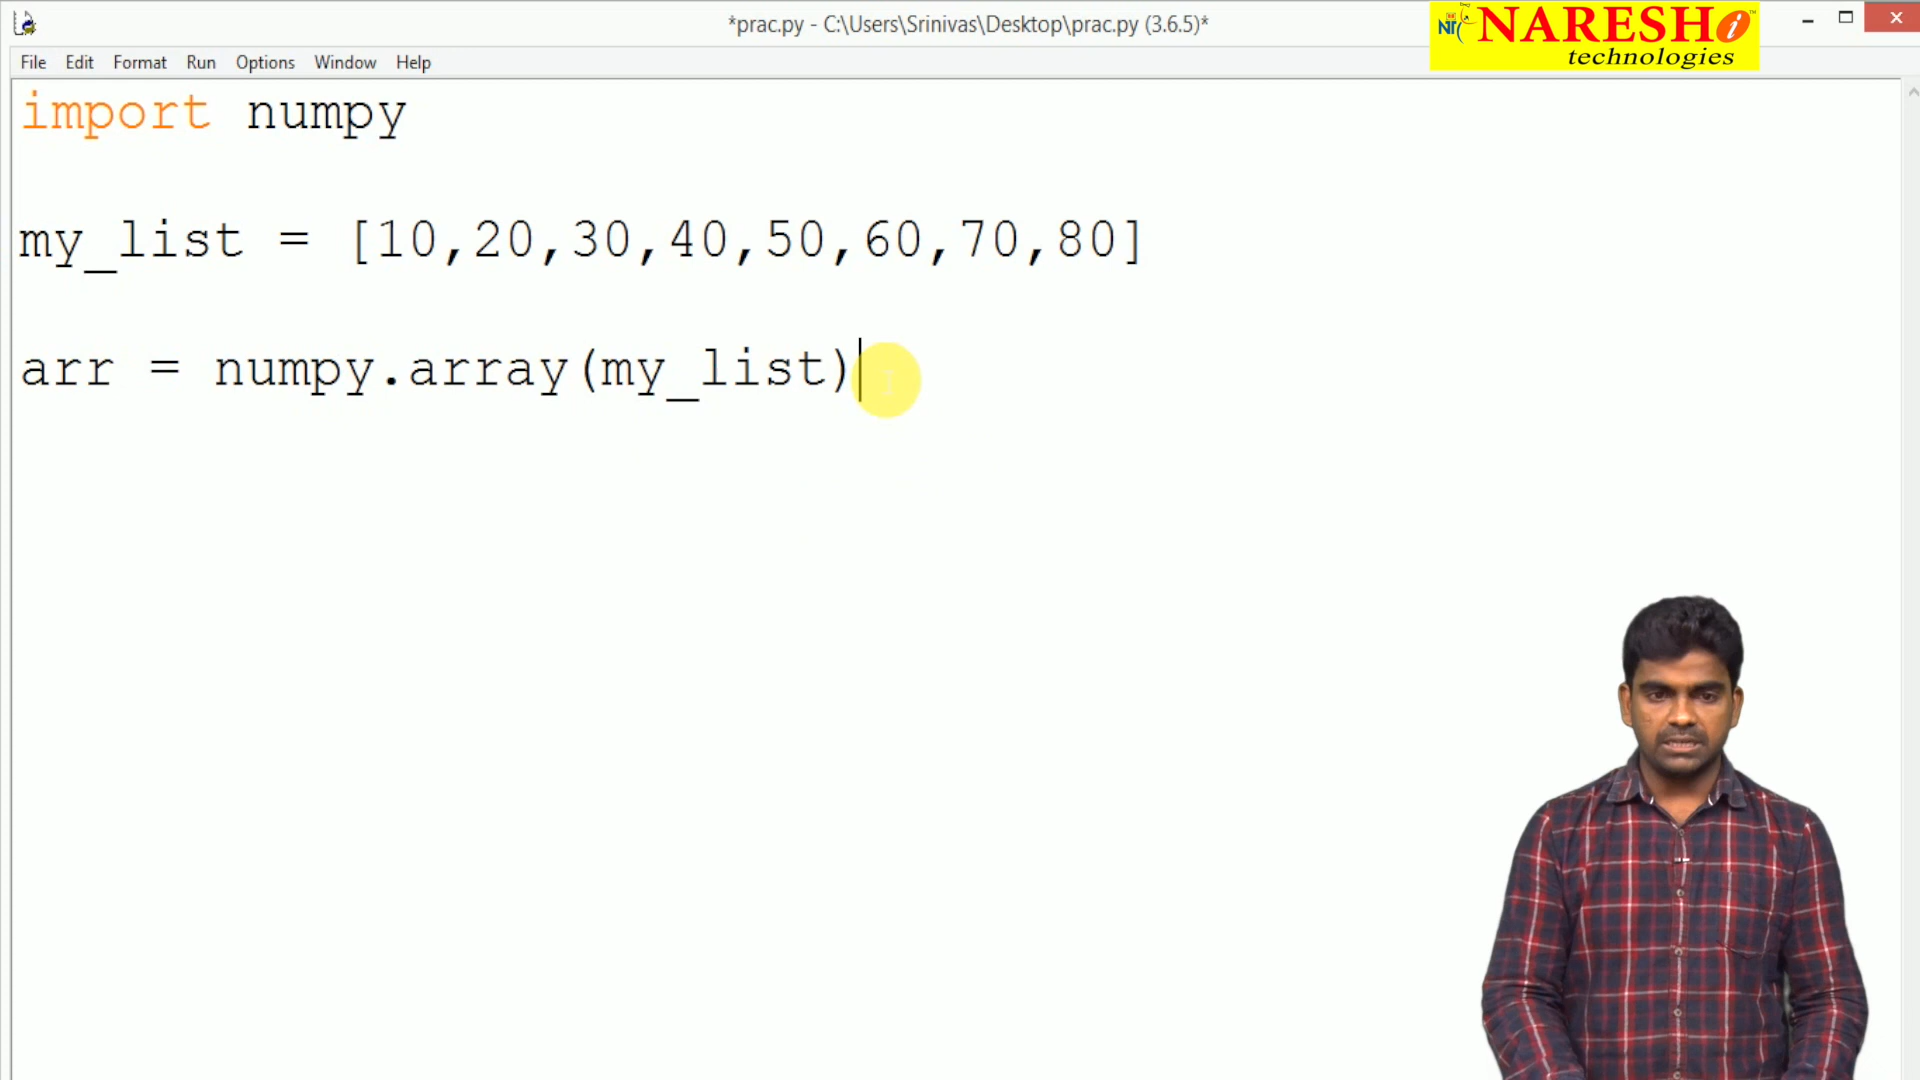 *prac.py - C:\Users\Srinivas\Desktop\prac.py (3.6.5)*
NARESH i
technologies
File Edit Format Run Options Window Help
import numpy
my_list = [10,20,30,40,50,60,70,80]
arr = numpy.array(my_list)